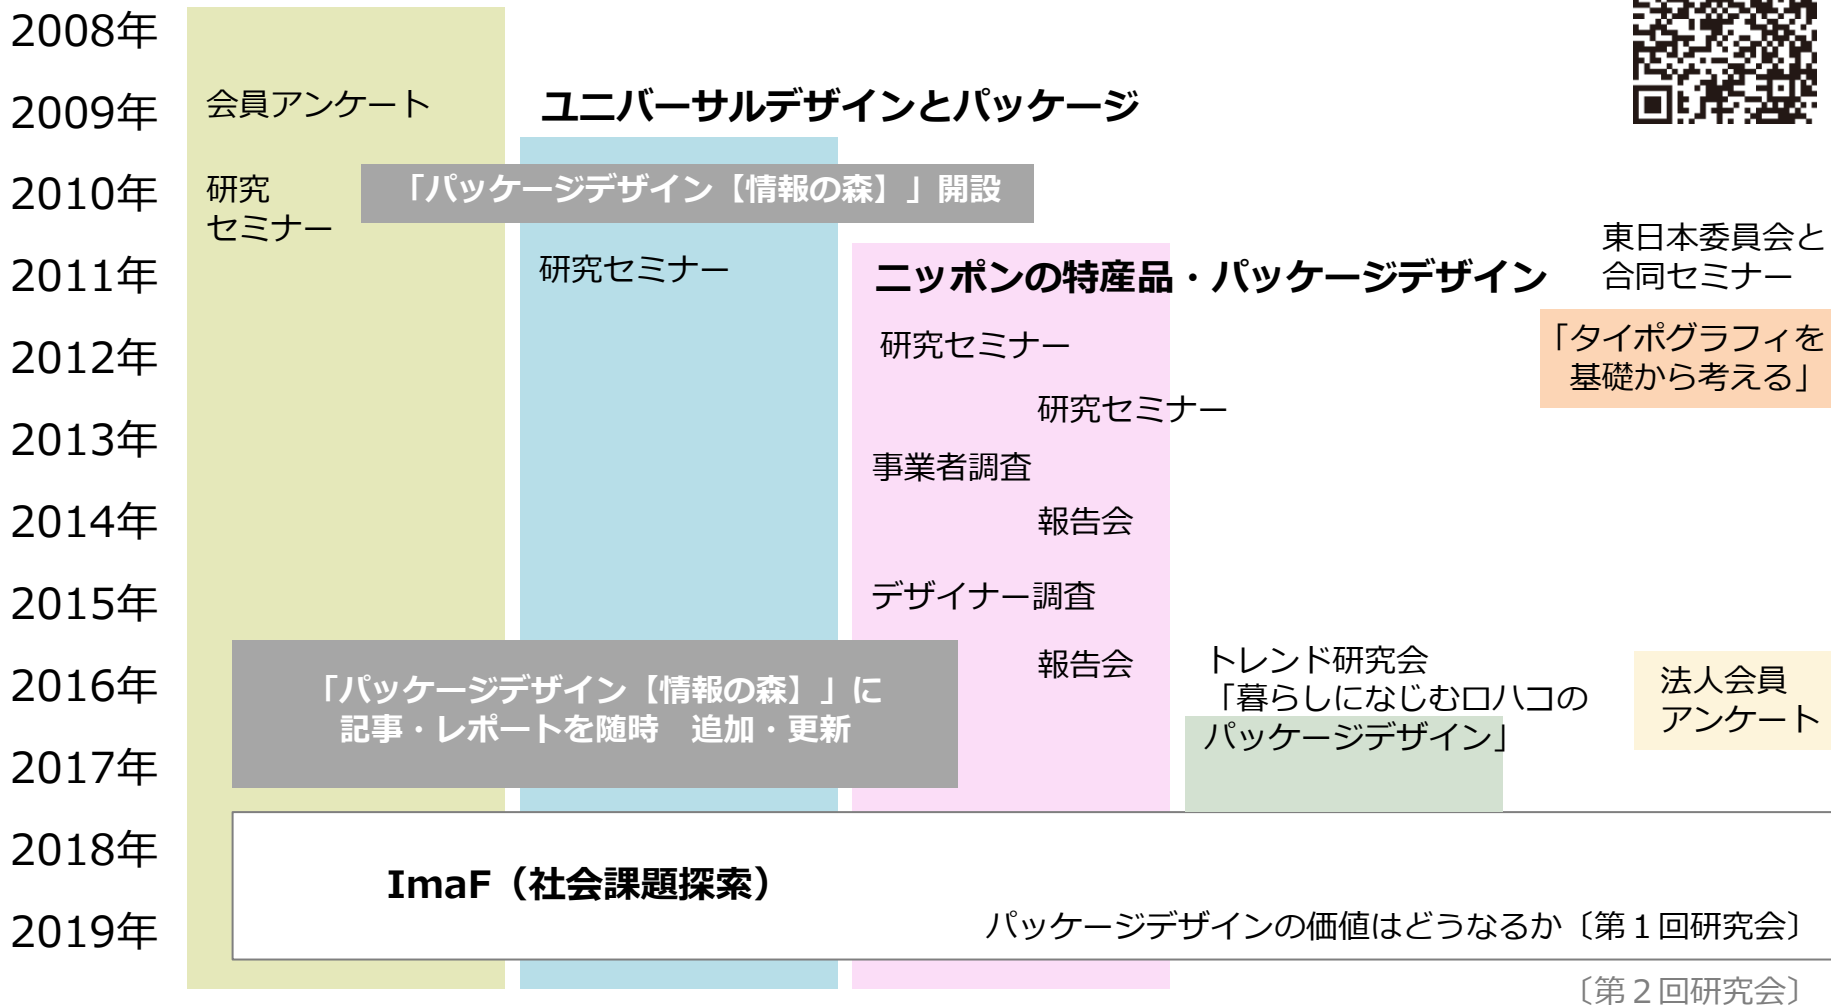 2008年
2009年
会員アンケート
ユニバーサルデザインとパッケージ
2010年
研究
セミナー
「パッケージデザイン【情報の森】」開設
2011年
研究セミナー
ニッポンの特産品・パッケージデザイン
東日本委員会と
合同セミナー
2012年
研究セミナー
「タイポグラフィを
基礎から考える」
研究セミナー
2013年
事業者調査
2014年
報告会
2015年
デザイナー調査
2016年
「パッケージデザイン【情報の森】」に
記事・レポートを随時　追加・更新
報告会
トレンド研究会
「暮らしになじむロハコの
パッケージデザイン」
法人会員
アンケート
2017年
2018年
ImaF（社会課題探索）
2019年
パッケージデザインの価値はどうなるか〔第１回研究会〕
〔第２回研究会〕